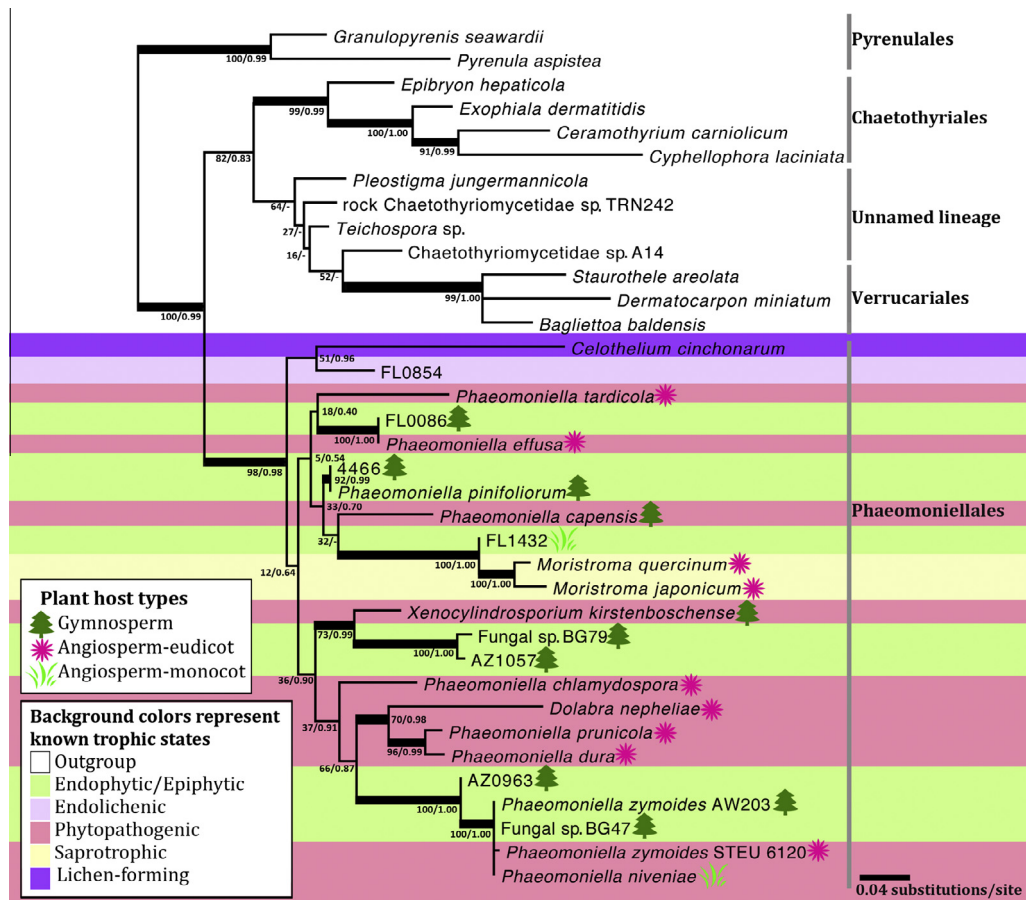 Granulopyrenis seawardii
Pyrenulales
100/0.99
Pyrenula aspistea
Epibryon hepaticola
99/0.99
Exophiala dermatitidis
Chaetothyriales
100/1.00
Ceramothyrium carniolicum
91/0.99
Cyphellophora laciniata
82/0.83
Pleostigma jungermannicola
64/-
rock Chaetothyriomycetidae sp. TRN242
Unnamed lineage
27/-
Teichospora sp.
16/-
Chaetothyriomycetidae sp. A14
52/-
Staurothele areolata
99/1.00
Dermatocarpon miniatum
Verrucariales
100/0.99
Bagliettoa baldensis
Celothelium cinchonarum
51/0.96
FL0854
Phaeomoniella tardicola
18/0.40
FL0086
100/1.00
Phaeomoniella effusa
98/0.98
5/0.54
4466
92/0.99
Phaeomoniella pinifoliorum
33/0.70
Phaeomoniella capensis
Phaeomoniellales
32/-
FL1432
100/1.00
Moristroma quercinum
12/0.64
100/1.00
Moristroma japonicum
Plant host types
Gymnosperm
Angiosperm-eudicot
Angiosperm-monocot
Xenocylindrosporium kirstenboschense
73/0.99
Fungal sp. BG79
100/1.00
AZ1057
36/0.90
Phaeomoniella chlamydospora
37/0.91
Dolabra nepheliae
70/0.98
Phaeomoniella prunicola
96/0.99
Phaeomoniella dura
66/0.87
AZ0963
100/1.00
Phaeomoniella zymoides AW203
Fungal sp. BG47
100/1.00
Phaeomoniella zymoides STEU 6120
Phaeomoniella niveniae
Background colors represent
known trophic states
Outgroup
Endophytic/Epiphytic
Endolichenic
Phytopathogenic
Saprotrophic
Lichen-forming
0.04 substitutions/site